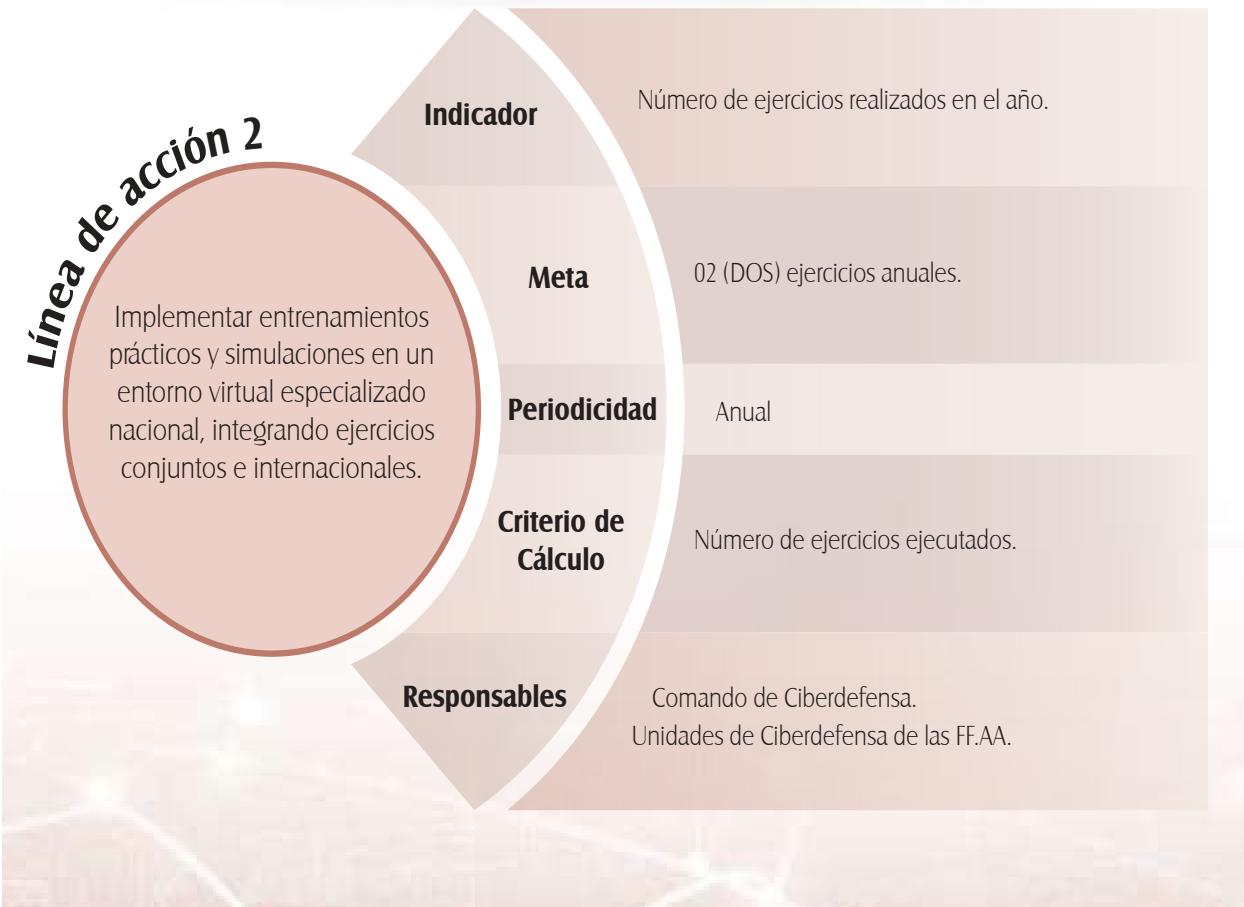 Línea de acción 2
Implementar entrenamientos
prácticos y simulaciones en un
entorno virtual especializado
nacional, integrando ejercicios
conjuntos e internacionales.
Indicador
Número de ejercicios realizados en el año.
Meta
02 (DOS) ejercicios anuales.
Periodicidad
Anual
Criterio de
Cálculo
Número de ejercicios ejecutados.
Responsables
Comando de Ciberdefensa.
Unidades de Ciberdefensa de las FF.AA.